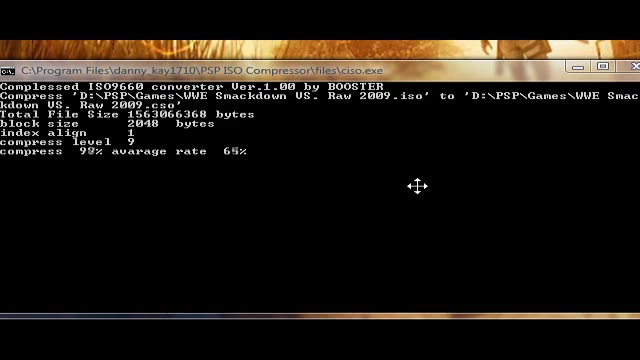 C:\Program Files\danny_kay1710\PSP ISO Compressor\files\ciso.exe
Complessed ISO9660 converter Ver.1.00 by BOOSTER
Compress 'D:\PSP\Games\WWE Smackdown VS. Raw 2009.iso' to 'D:\PSP\Games\WWE Smac
kdown VS. Raw 2009.cso'
Total File Size 1563066368 bytes
block size 2048 bytes
index align 1
compress level 9
compress 98% avarage rate 65%